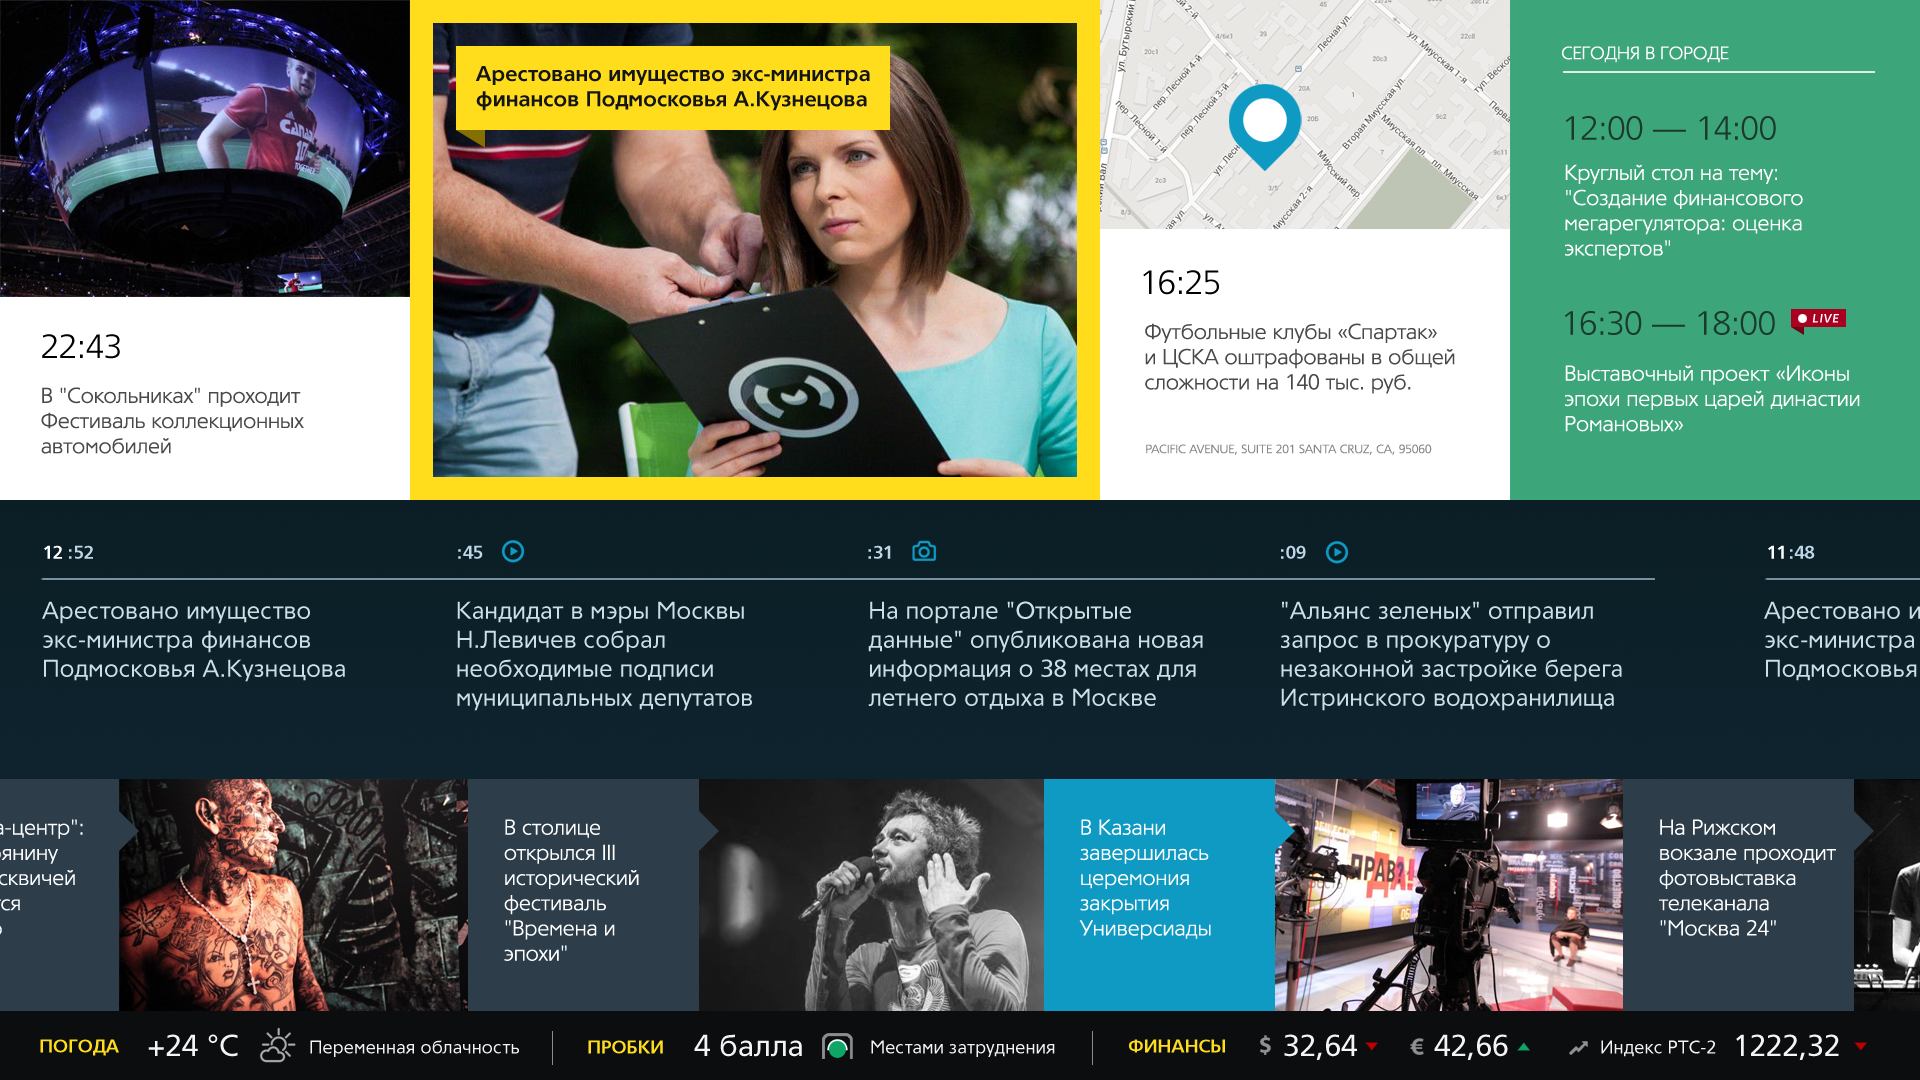 22:43
В "Сокольниках" проходит
Фестиваль коллекционных
автомобилей
Арестовано имущество экс-министра
финансов Подмосковья А.Кузнецова
16:25
Футбольные клубы «Спартак»
и ЦСКА оштрафованы в общей
сложности на 140 тыс. руб.
PACIFIC AVENUE, SUITE 201 SANTA CRUZ, CA, 95060
СЕГОДНЯ В ГОРОДЕ
12:00 — 14:00
Круглый стол на тему:
"Создание финансового
мегарегулятора: оценка
экспертов"
16:30 — 18:00 LIVE
Выставочный проект «Иконы
эпохи первых царей династии
Романовых»
12 :52
Арестовано имущество
экс-министра финансов
Подмосковья А.Кузнецова
:45
Кандидат в мэры Москвы
Н.Левичев собрал
необходимые подписи
муниципальных депутатов
:31
На портале "Открытые
данные" опубликована новая
информация о 38 местах для
летнего отдыха в Москве
:09
"Альянс зеленых" отправил
запрос в прокуратуру о
незаконной застройке берега
Истринского водохранилища
11:48
Арестовано и
экс-министра
Подмосковья
а-центр":
янину
сквичей
ся
В столице
открылся III
исторический
фестиваль
"Времена и
эпохи"
В Казани
завершилась
церемония
закрытия
Универсиады
На Рижском
вокзале проходит
фотовыставка
телеканала
"Москва 24"
ПОГОДА +24 °C Переменная облачность
ПРОБКИ 4 балла Местами затруднения
ФИНАНСЫ $ 32,64 € 42,66 Индекс РТС-2 1222,32